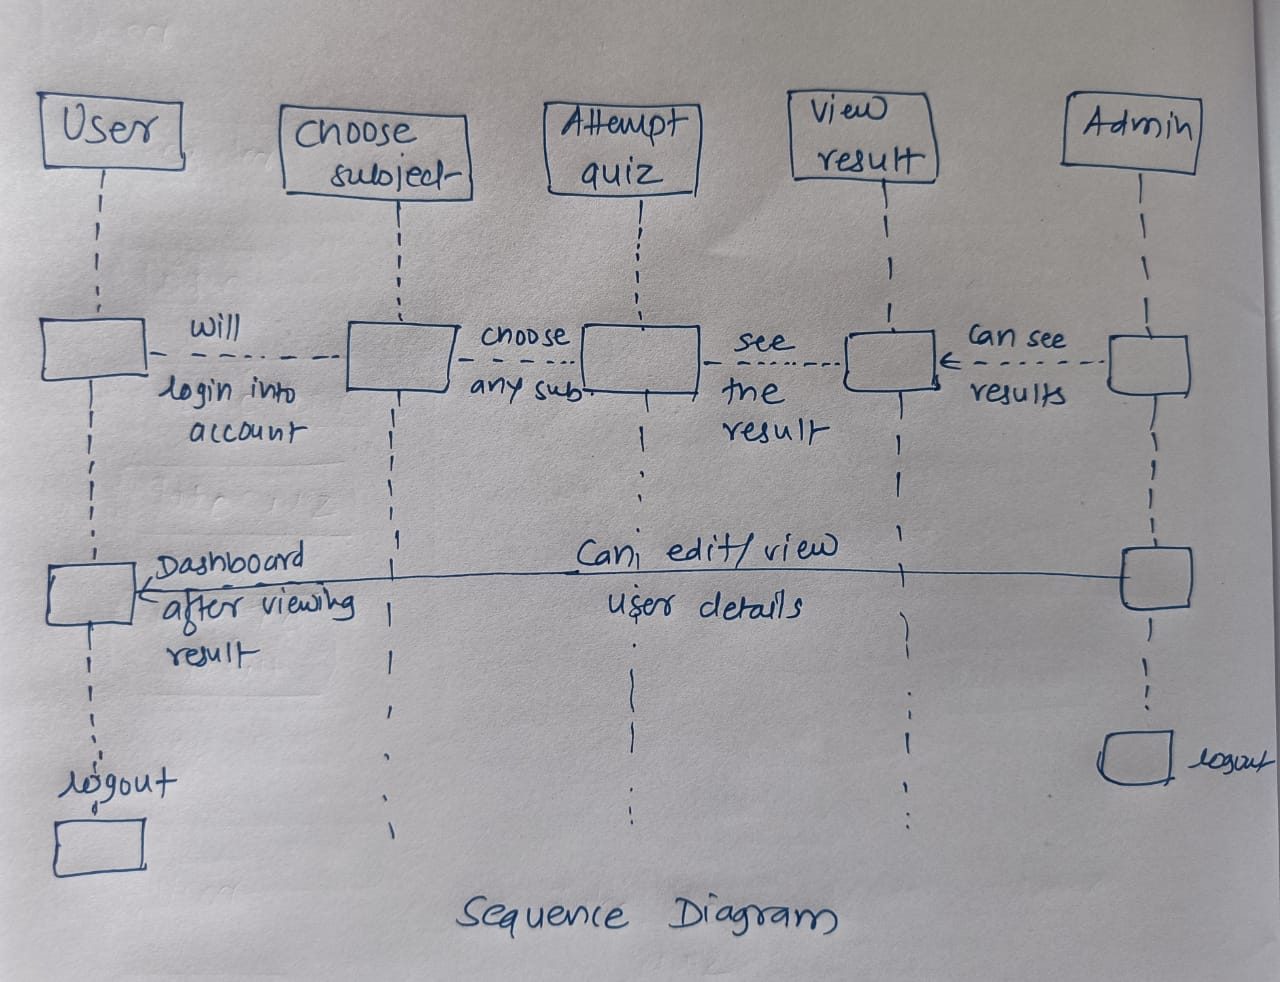 User
choose
subject
Attempt
quiz
View
result
Admin
will
login into
account
choose
any sub.
see
the
result
Can see
results
Dashboard
after viewing
result
Can edit/view
user details
logout
logout
Sequence Diagram